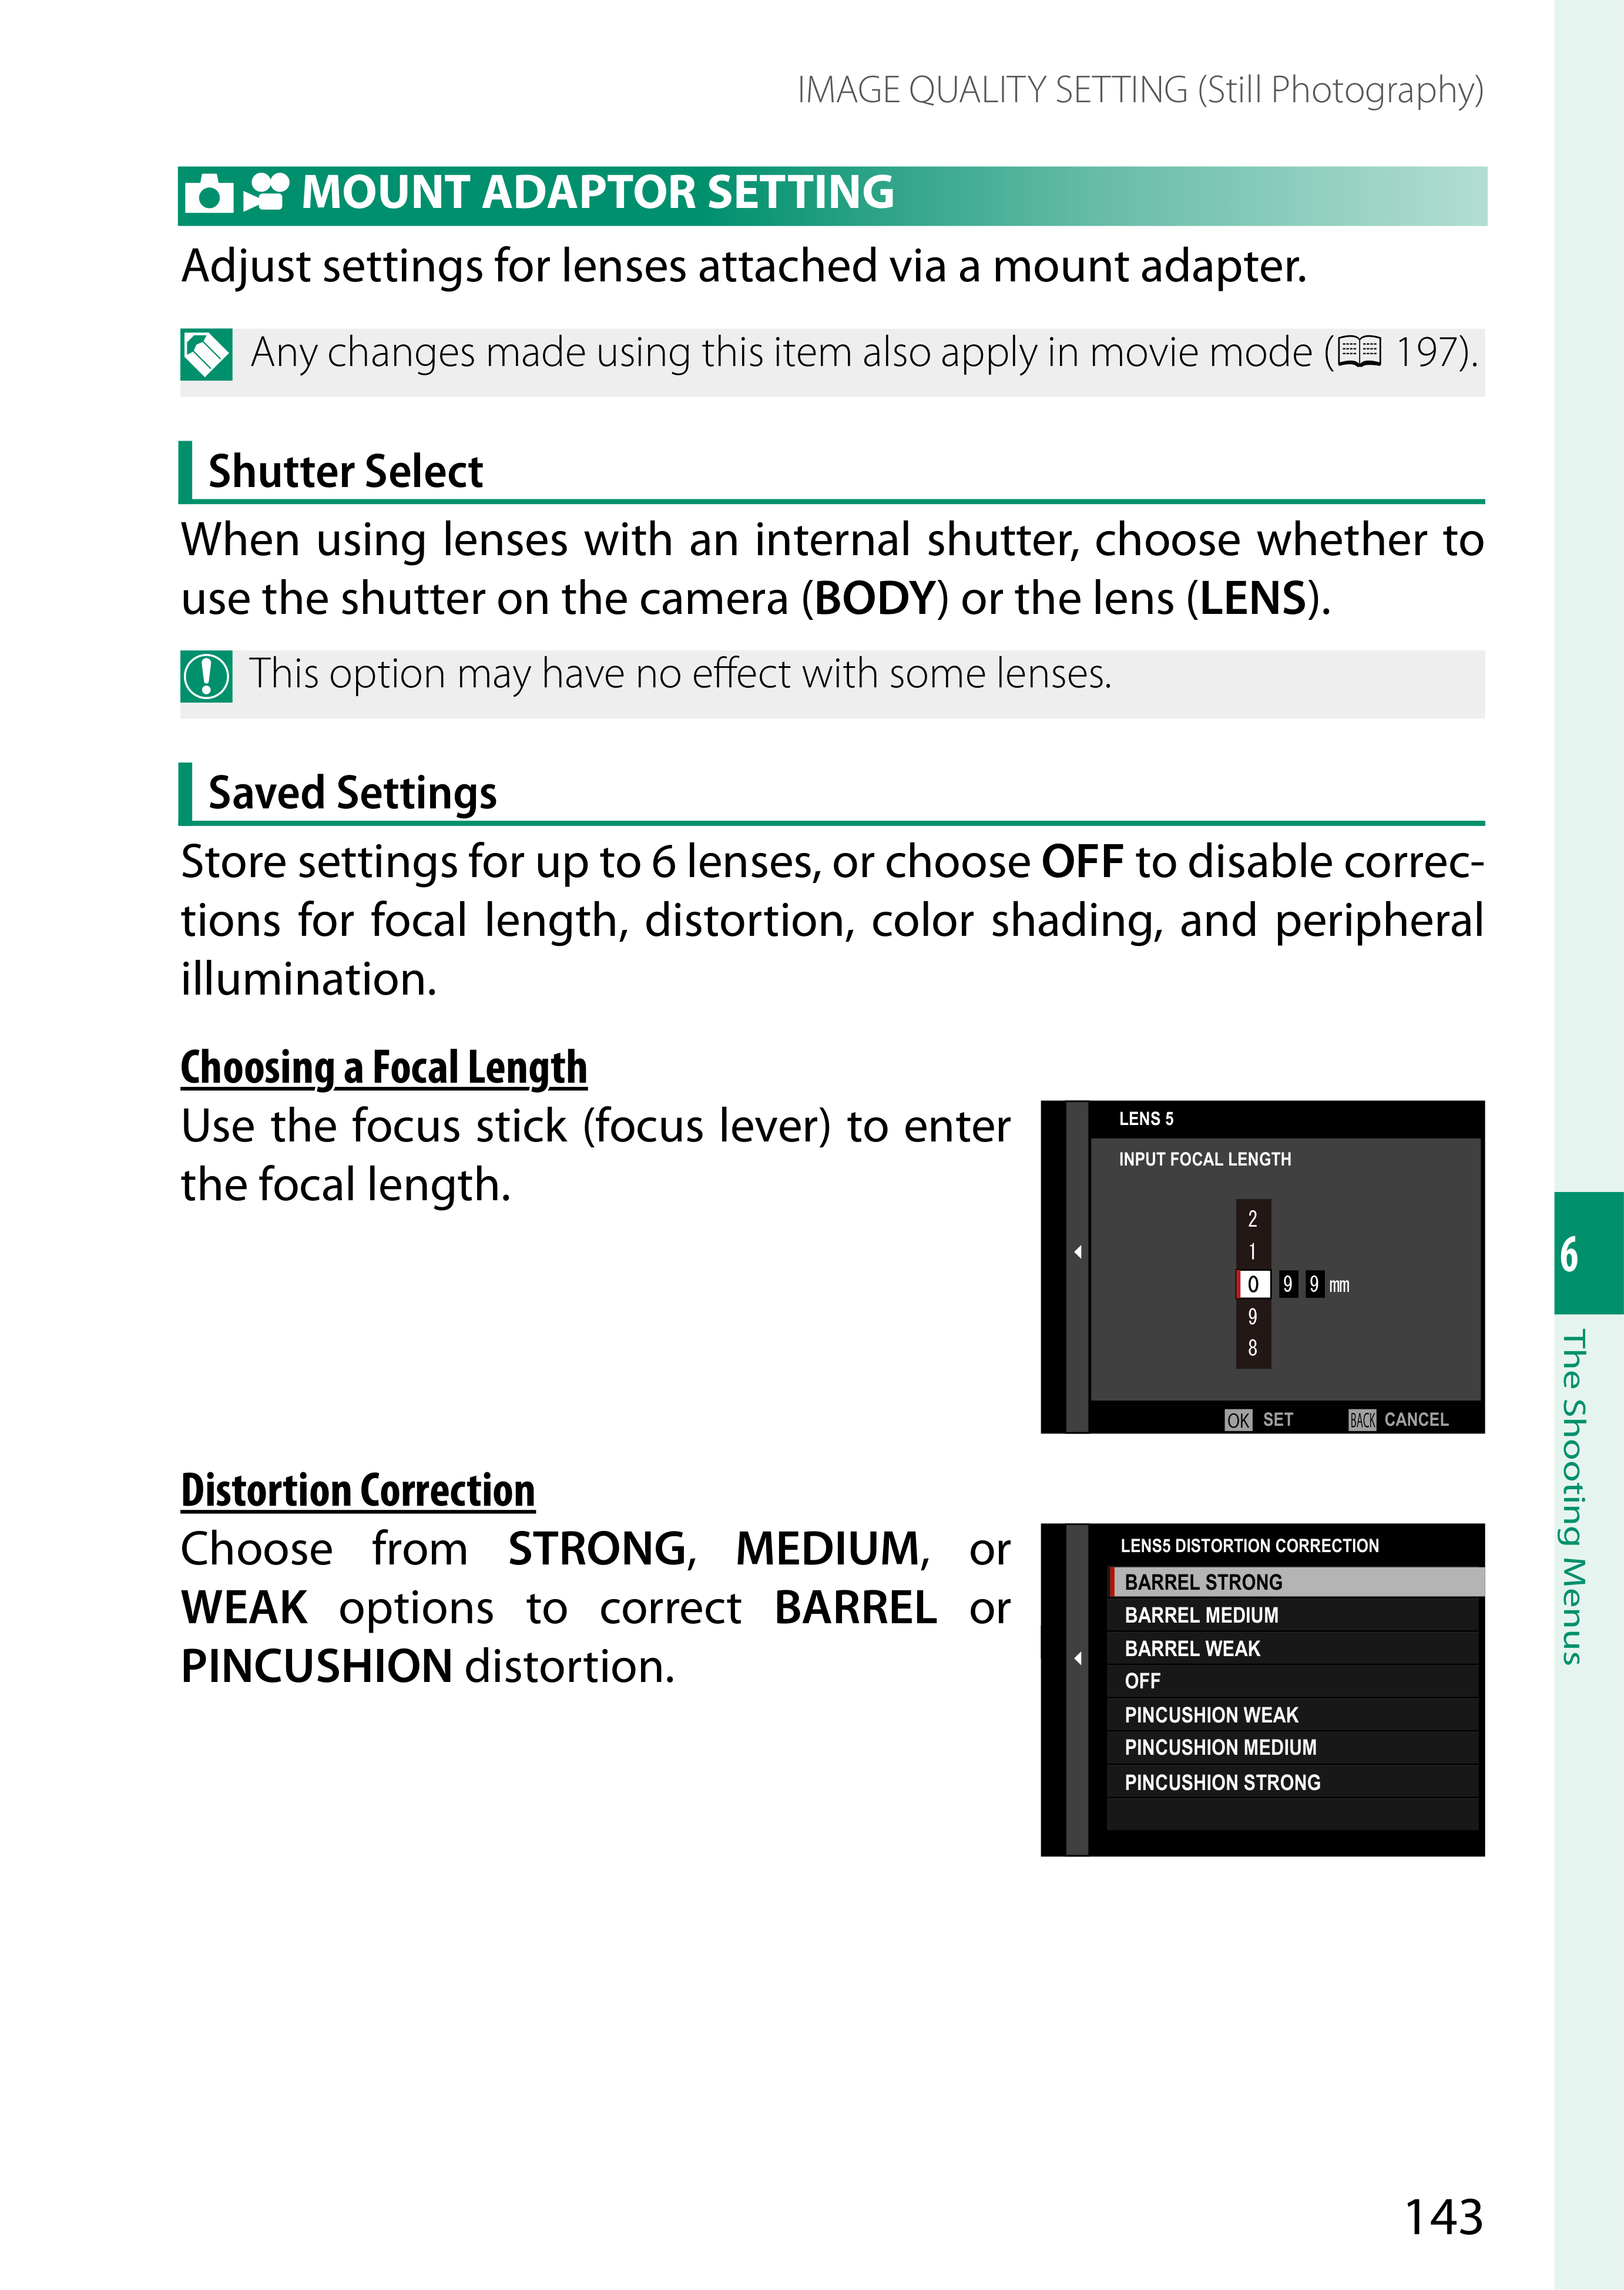 IMAGE QUALITY SETTING (Still Photography)
MOUNT ADAPTOR SETTING
Adjust settings for lenses attached via a mount adapter.
Any changes made using this item also apply in movie mode ( 197).
Shutter Select
When using lenses with an internal shutter, choose whether to
use the shutter on the camera (BODY) or the lens (LENS).
This option may have no effect with some lenses.
Saved Settings
Store settings for up to 6 lenses, or choose OFF to disable correc-
tions for focal length, distortion, color shading, and peripheral
illumination.
Choosing a Focal Length
Use the focus stick (focus lever) to enter
the focal length.
LENS 5
INPUT FOCAL LENGTH
2
1
0 9 9 mm
9
8
OK SET BACK CANCEL
Distortion Correction
Choose from STRONG, MEDIUM, or
WEAK options to correct BARREL or
PINCUSHION distortion.
LENS5 DISTORTION CORRECTION
BARREL STRONG
BARREL MEDIUM
BARREL WEAK
OFF
PINCUSHION WEAK
PINCUSHION MEDIUM
PINCUSHION STRONG
6
The Shooting Menus
143